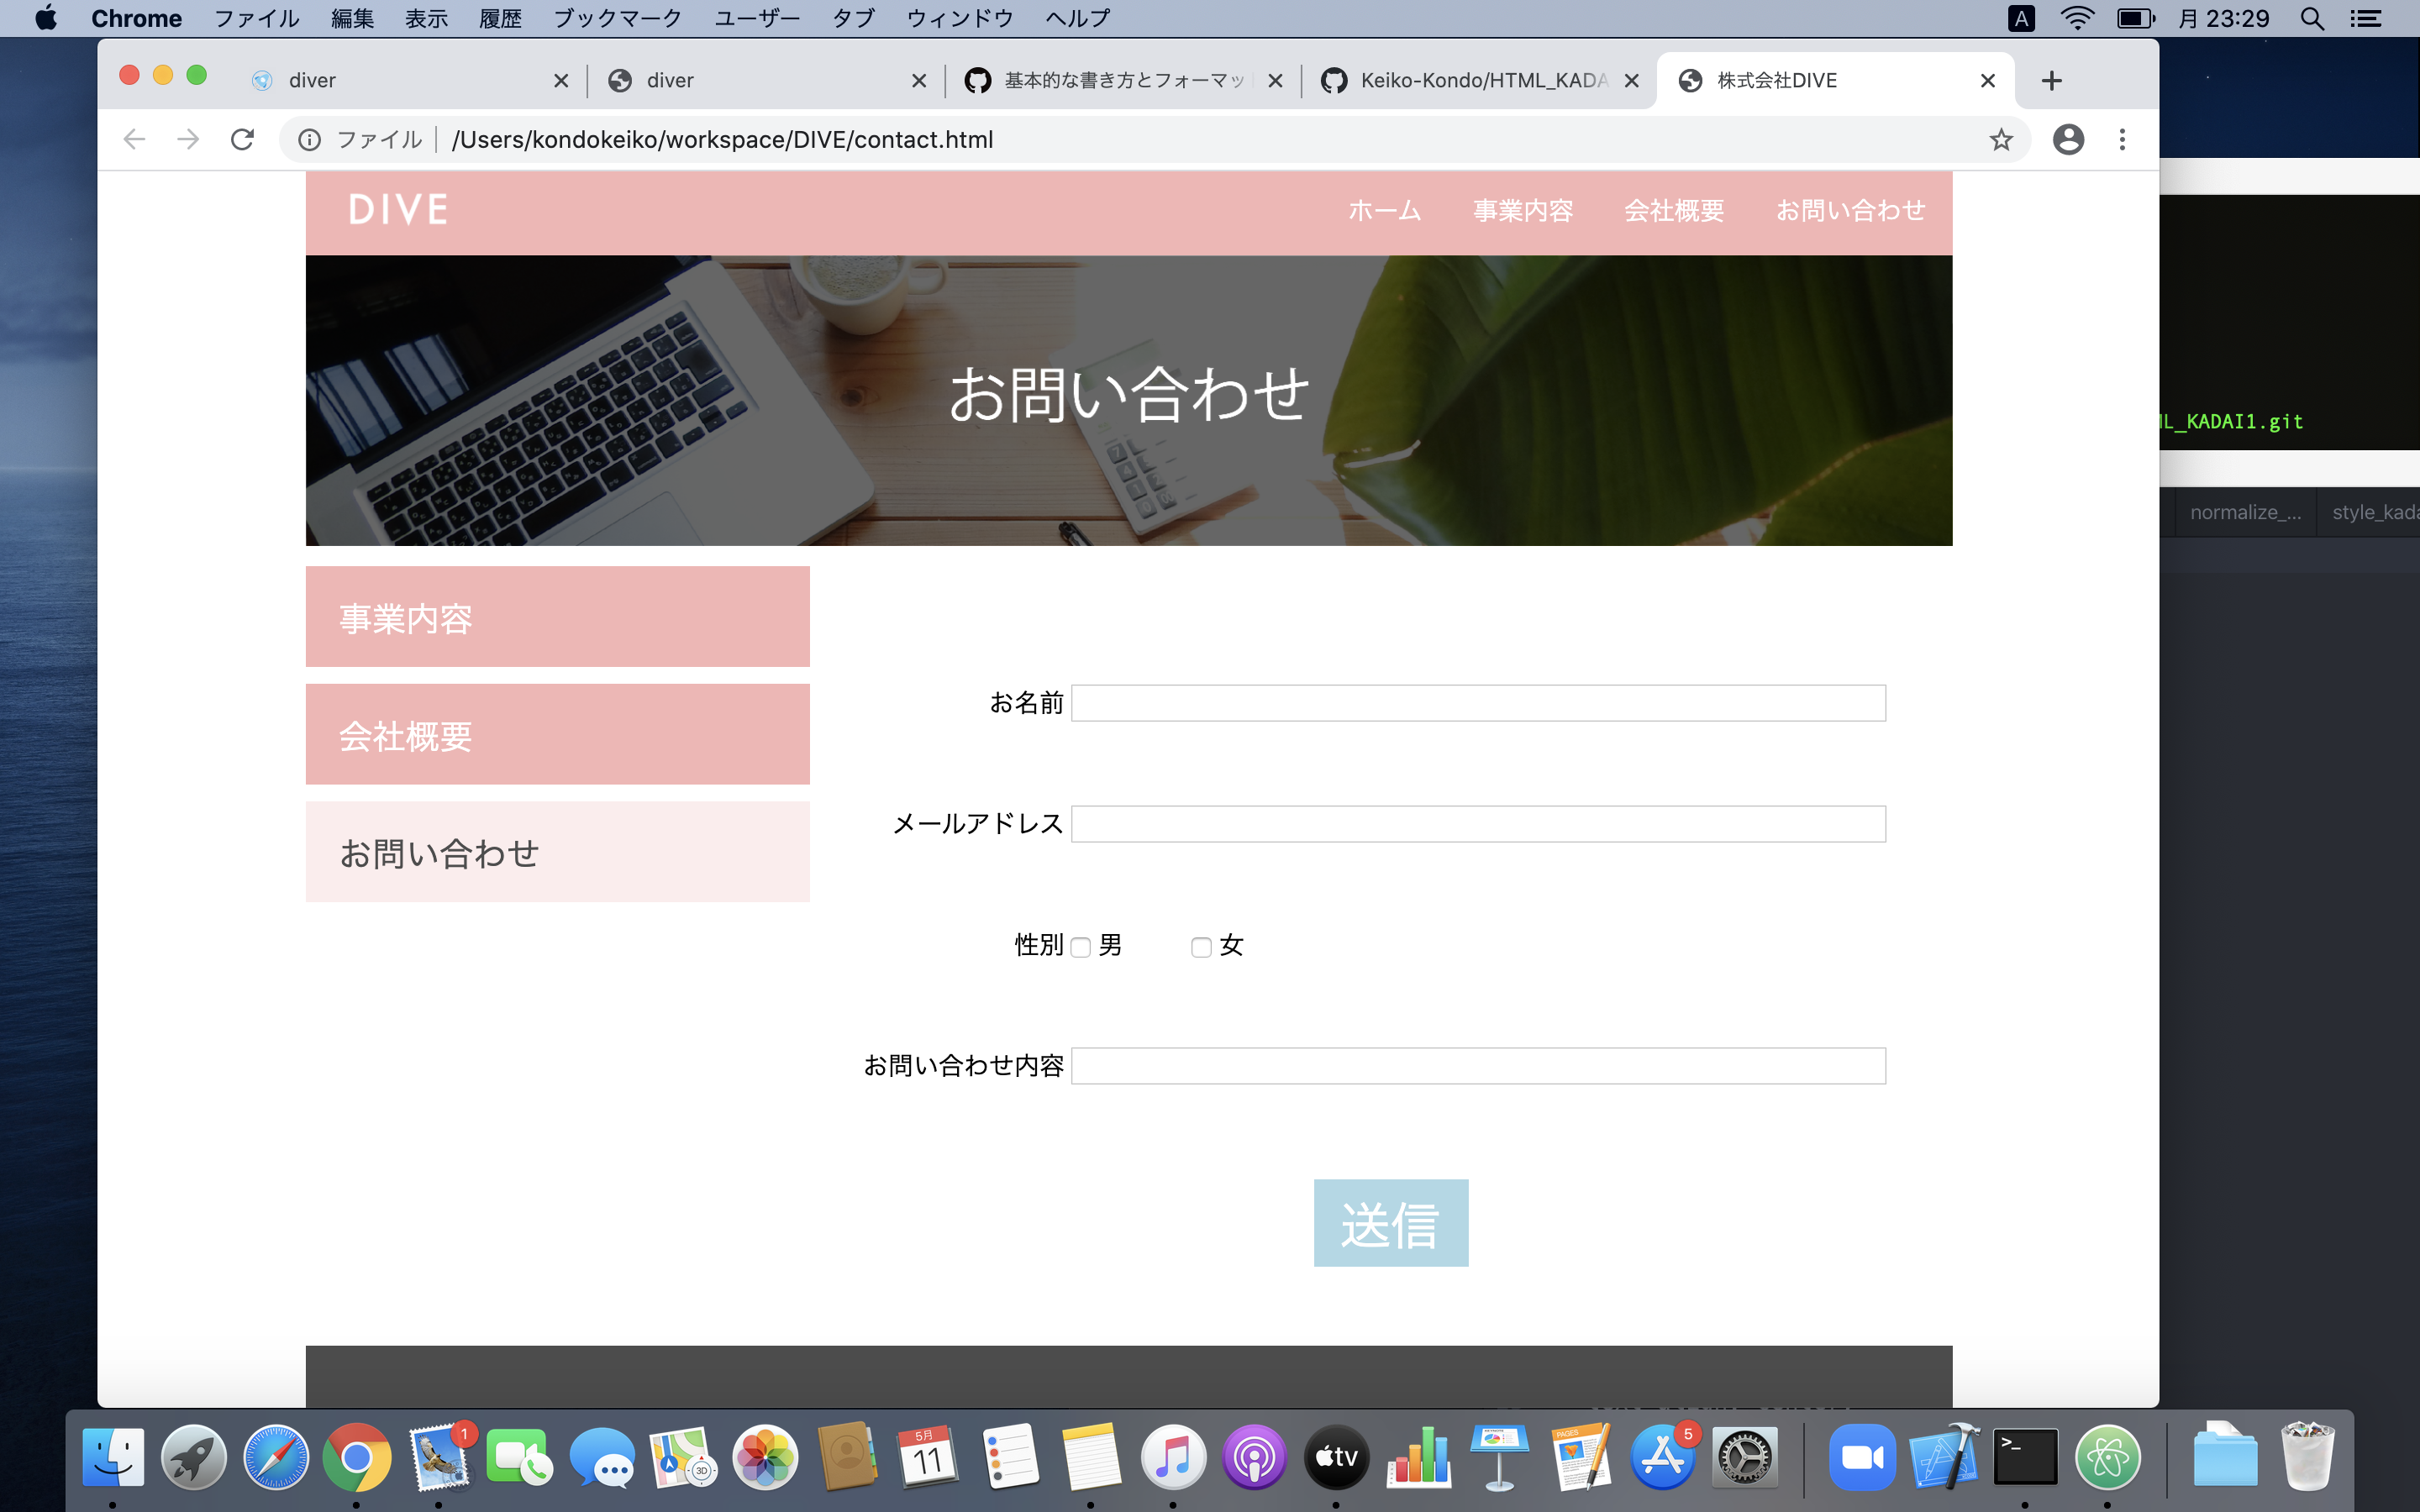 Chrome ファイル 編集 表示 履歴 ブックマーク ユーザー タブ ウィンドウ ヘルプ A 月 23:29
diver diver 基本的な書き方とフォーマッ Keiko-Kondo/HTML_KADA 株式会社DIVE
ファイル /Users/kondokeiko/workspace/DIVE/contact.html
DIVE ホーム 事業内容 会社概要 お問い合わせ
お問い合わせ
L_KADAI1.git
normalize_... style_kada
事業内容
会社概要
お問い合わせ
お名前
メールアドレス
性別 男 女
お問い合わせ内容
送信
1
5月
11
3D
tv
PAGES
5
>_